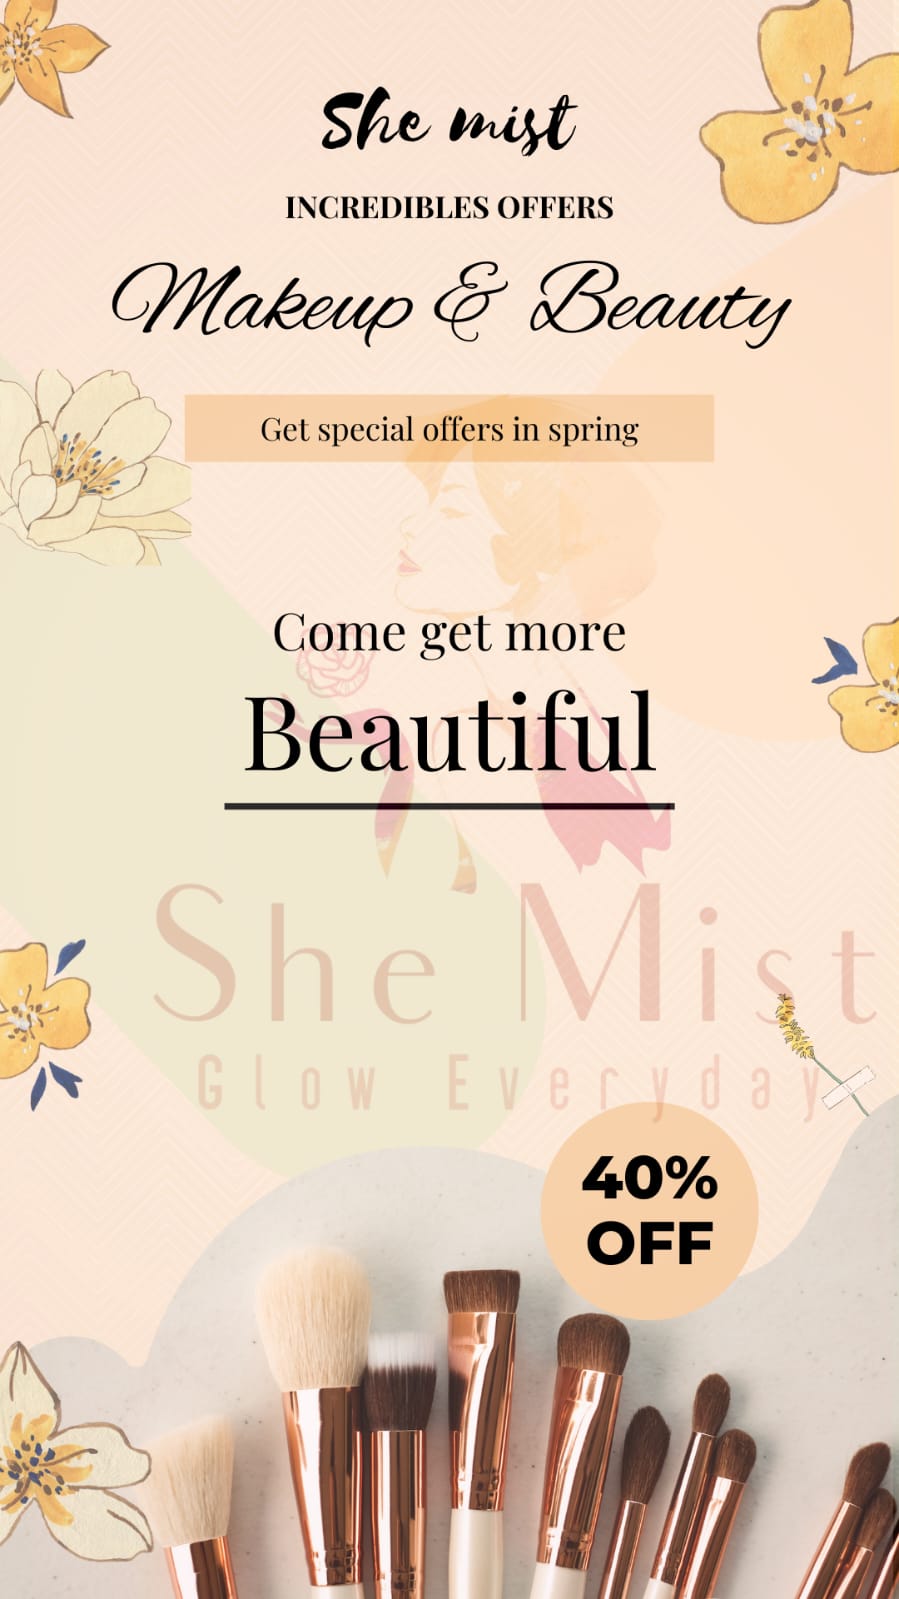 She mist
INCREDIBLES OFFERS
Makeup & Beauty
Get special offers in spring
Come get more
Beautiful
She Mist
Glow Everyday
40%
OFF